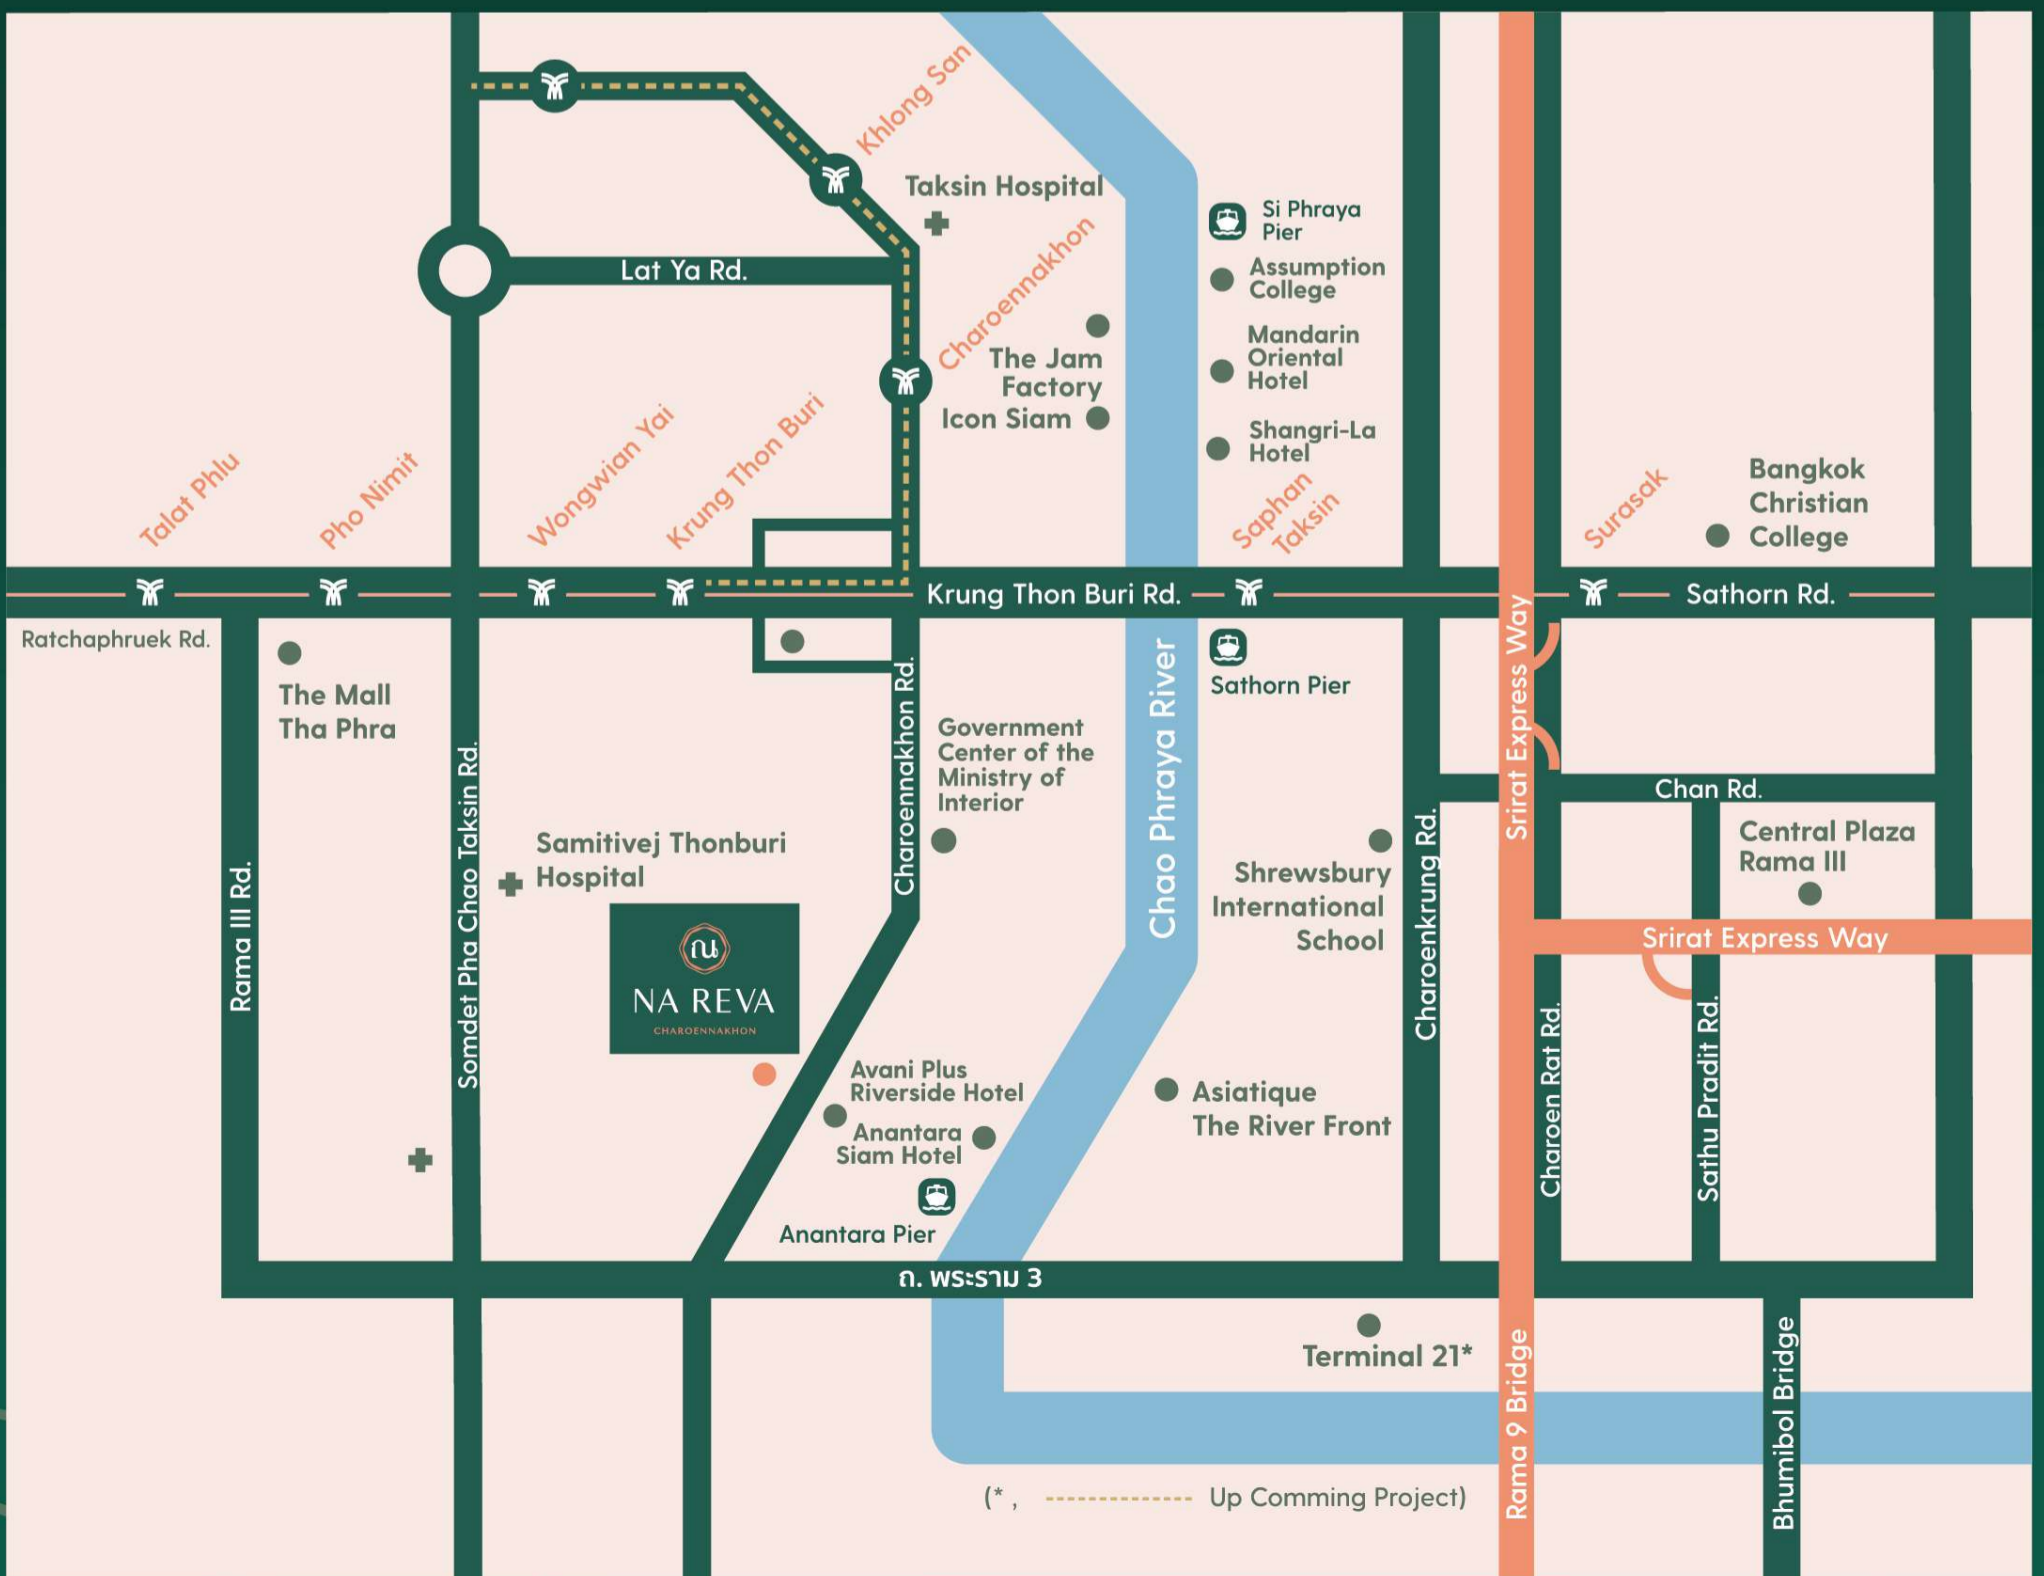 Khlong San
Taksin Hospital
Si Phraya
Pier
Lat Ya Rd.
Charoennakhon
Assumption
College
The Jam
Factory
Mandarin
Oriental
Hotel
Icon Siam
Shangri-La
Hotel
Talat Phlu
Pho Nimit
Wongwian Yai
Krung Thon Buri
Saphan
Taksin
Surasak
Bangkok
Christian
College
Krung Thon Buri Rd.
Sathorn Rd.
Ratchaphruek Rd.
The Mall
Tha Phra
Sathorn Pier
Srirat Express Way
Charoennakhon Rd.
Government
Center of the
Ministry of
Interior
Chao Phraya River
Somdet Pha Chao Taksin Rd.
Chan Rd.
Samitivej Thonburi
Hospital
Shrewsbury
International
School
Charoenkrung Rd.
Central Plaza
Rama III
Rama III Rd.
Srirat Express Way
ณ
NA REVA
CHAROENNAKHON
Avani Plus
Riverside Hotel
Anantara
Siam Hotel
Asiatique
The River Front
Charoen Rat Rd.
Sathu Pradit Rd.
Anantara Pier
ถ. พระราม 3
Terminal 21*
Rama 9 Bridge
Bhumibol Bridge
(* , Up Comming Project)